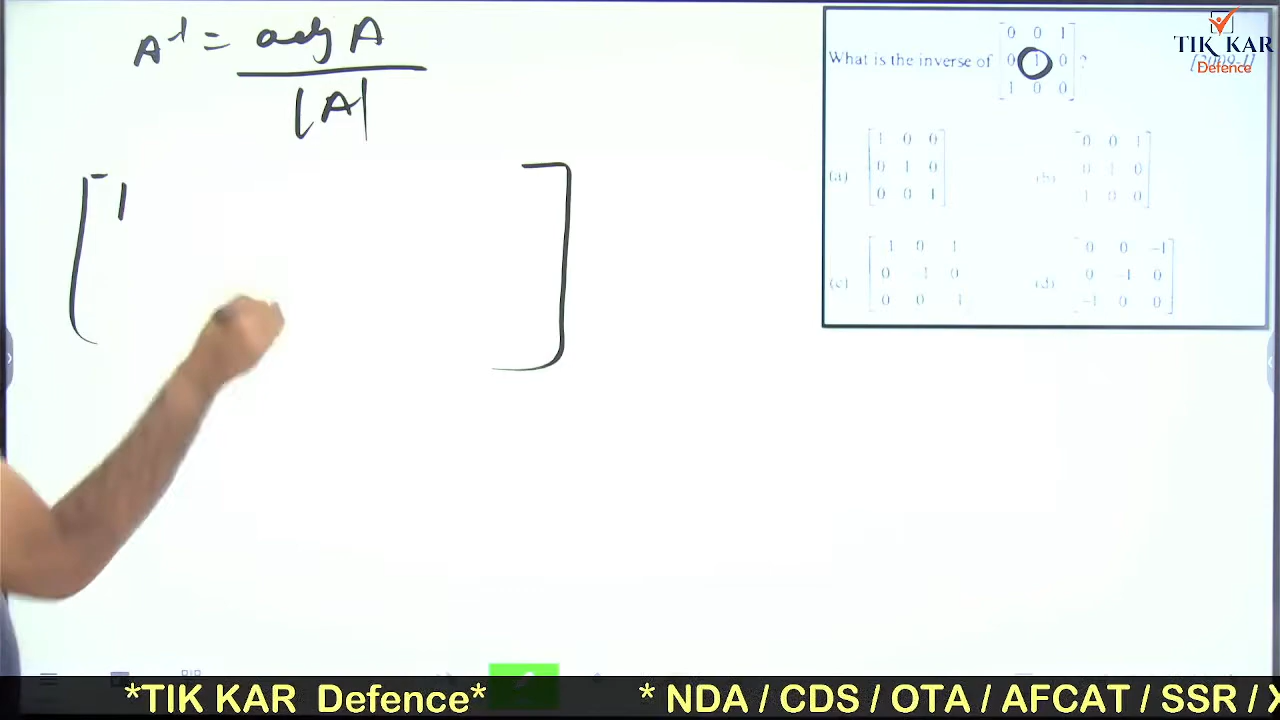 A⁻¹ = adj A
|A|
1
What is the inverse of
0 0 1
0 1 0
1 0 0
?
[2009-I]
TIK KAR
Defence
(a)
1 0 0
0 1 0
0 0 1
(b)
0 0 1
0 1 0
1 0 0
(c)
1 0 1
0 -1 0
0 0 1
(d)
0 0 -1
0 -1 0
-1 0 0
*TIK KAR Defence* * NDA / CDS / OTA / AFCAT / SSR /